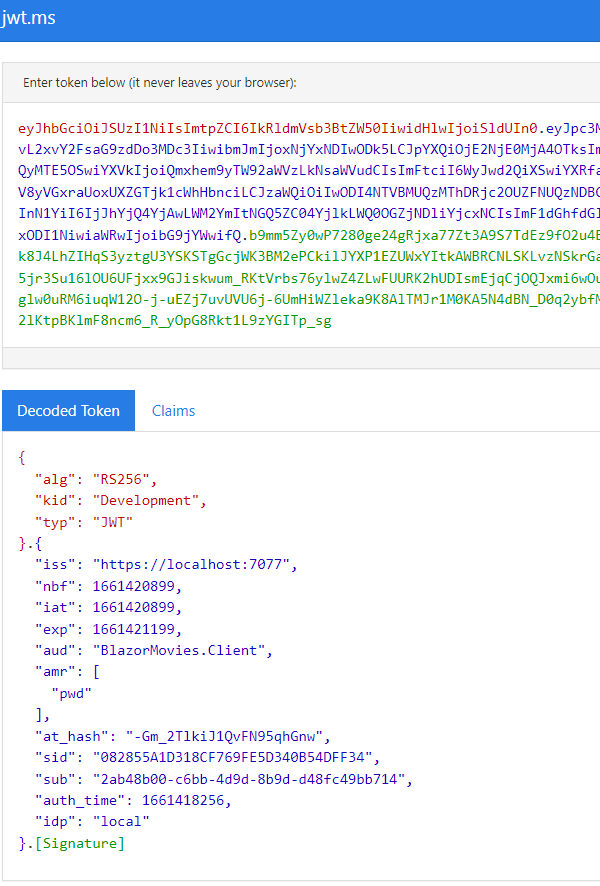 jwt.ms
Enter token below (it never leaves your browser):
eyJhbGciOiJSUzI1NiIsImtpZCI6IkRldmVsb3BtZW50IiwidHlwIjoiSldUIn0.eyJpc3M
vL2xvY2FsaG9zdDo3MDc3IiwibmJmIjoxNjYxNDIwODk5LCJpYXQiOjE2NjE0MjA4OTksIm
QyMTE5OSwiYXVkIjoiQmxhem9yTW92aWVzLkNsaWVudCIsImFtciI6WyJwd2QiXSwiYXRfa
V8yVGxraUoxUXZGTjk1cWhHbnciLCJzaWQiOiIwODI4NTVBMUQzMThDRjc2OUZFNUQzNDBC
InN1YiI6IjJhYjQ4YjAwLWM2YmItNGQ5ZC04YjlkLWQ0OGZjNDliYjcxNCIsImF1dGhfdGl
xODI1NiwiaWRwIjoibG9jYWwifQ.b9mm5Zy0wP7280ge24gRjxa77Zt3A9S7TdEz9fO2u4E
k8J4LhZIHqS3yztgU3YSKSTgGcjWK3BM2ePCkilJYXP1EZUWxYItkAWBRCNLSKLvzNSkrGa
5jr3Su16lOU6UFjxx9GJiskwum_RKtVrbs76ylwZ4ZLwFUURK2hUDIsmEjqCjOQJxmi6wOu
glw0uRM6iuqW12O-j-uEZj7uvUVU6j-6UmHiWZleka9K8AlTMJr1M0KA5N4dBN_D0q2ybfM
2lKtpBKlmF8ncm6_R_yOpG8Rkt1L9zYGITp_sg
Decoded Token Claims
{
"alg": "RS256",
"kid": "Development",
"typ": "JWT"
}.{
"iss": "https://localhost:7077",
"nbf": 1661420899,
"iat": 1661420899,
"exp": 1661421199,
"aud": "BlazorMovies.Client",
"amr": [
"pwd"
],
"at_hash": "-Gm_2TlkiJ1QvFN95qhGnw",
"sid": "082855A1D318CF769FE5D340B54DFF34",
"sub": "2ab48b00-c6bb-4d9d-8b9d-d48fc49bb714",
"auth_time": 1661418256,
"idp": "local"
}.[Signature]